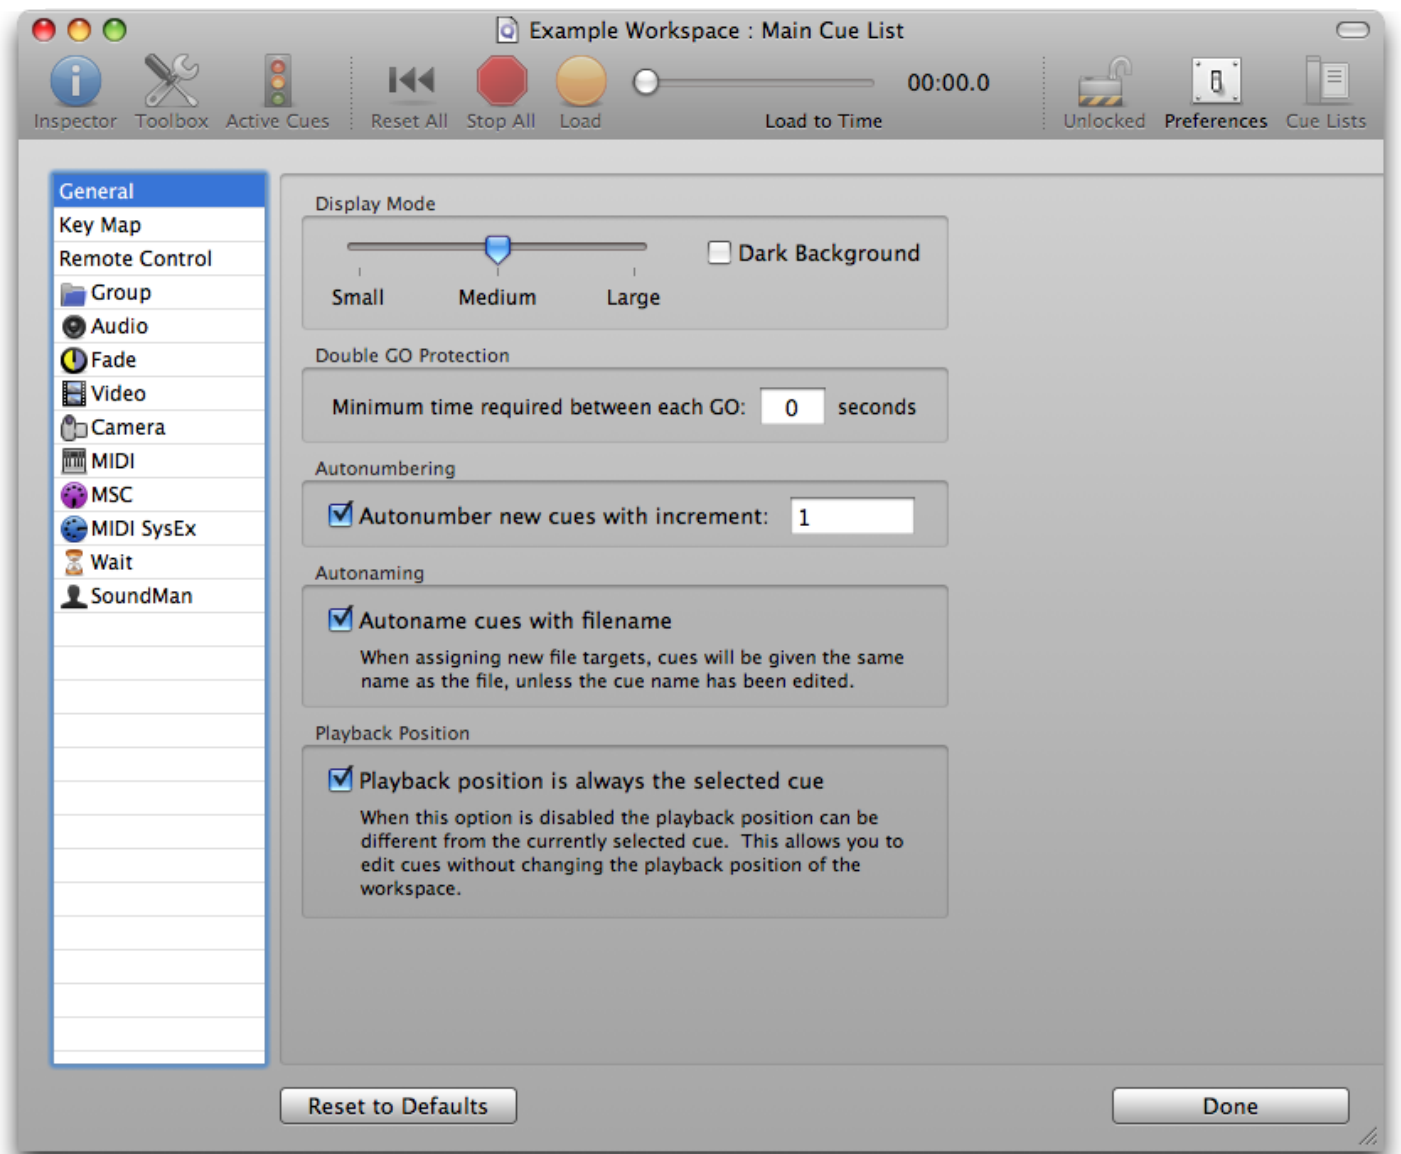 Example Workspace : Main Cue List
00:00.0
Inspector Toolbox Active Cues Reset All Stop All Load Load to Time Unlocked Preferences Cue Lists
General
Key Map
Remote Control
Group
Audio
Fade
Video
Camera
MIDI
MSC
MIDI SysEx
Wait
SoundMan
Display Mode
Dark Background
Small Medium Large
Double GO Protection
Minimum time required between each GO: 0 seconds
Autonumbering
Autonumber new cues with increment: 1
Autonaming
Autoname cues with filename
When assigning new file targets, cues will be given the same
name as the file, unless the cue name has been edited.
Playback Position
Playback position is always the selected cue
When this option is disabled the playback position can be
different from the currently selected cue.  This allows you to
edit cues without changing the playback position of the
workspace.
Reset to Defaults
Done